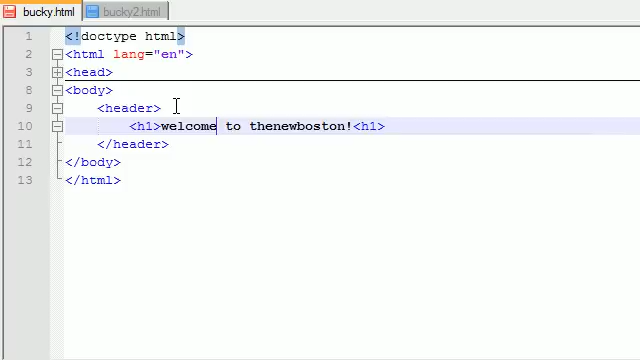 bucky.html bucky2.html
1 <!doctype html>
2 <html lang="en">
3 <head>
8 <body>
9 <header>
10 <h1>welcome to thenewboston!<h1>
11 </header>
12 </body>
13 </html>